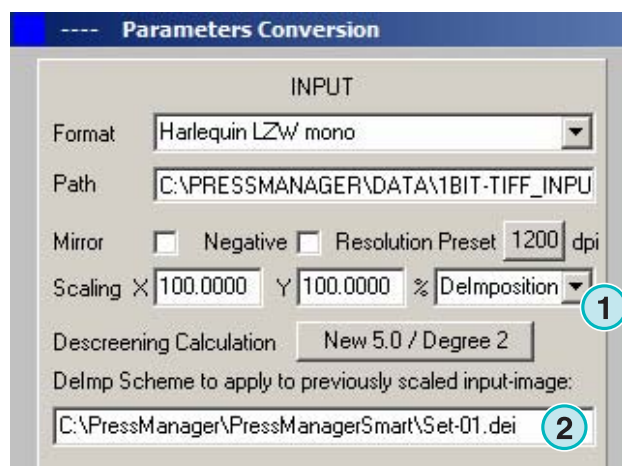 ---- Parameters Conversion
INPUT
Format Harlequin LZW mono
Path C:\PRESSMANAGER\DATA\1BIT-TIFF_INPU
Mirror Negative Resolution Preset 1200 dpi
Scaling X 100.0000 Y 100.0000 % DeImposition
1
Descreening Calculation New 5.0 / Degree 2
DeImp Scheme to apply to previously scaled input-image:
C:\PressManager\PressManagerSmart\Set-01.dei 2